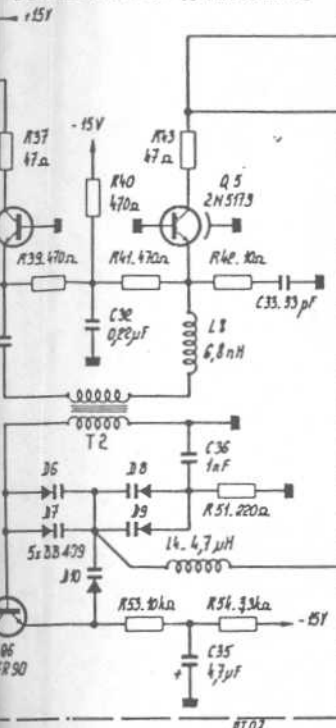 +15V
R37
47Ω
-15V
R43
47Ω
R40
470Ω
Q5
2N5179
R39.470Ω
R41.470Ω
R42.10Ω
C32
0,22µF
C33.33pF
L8
6,8nH
T2
C36
1nF
D6
D8
D7
D9
R51.220Ω
5xBB409
L4-4,7µH
D10
R53.10kΩ
R54.3,3kΩ
-15V
Q6
FR90
C35
4,7µF
+